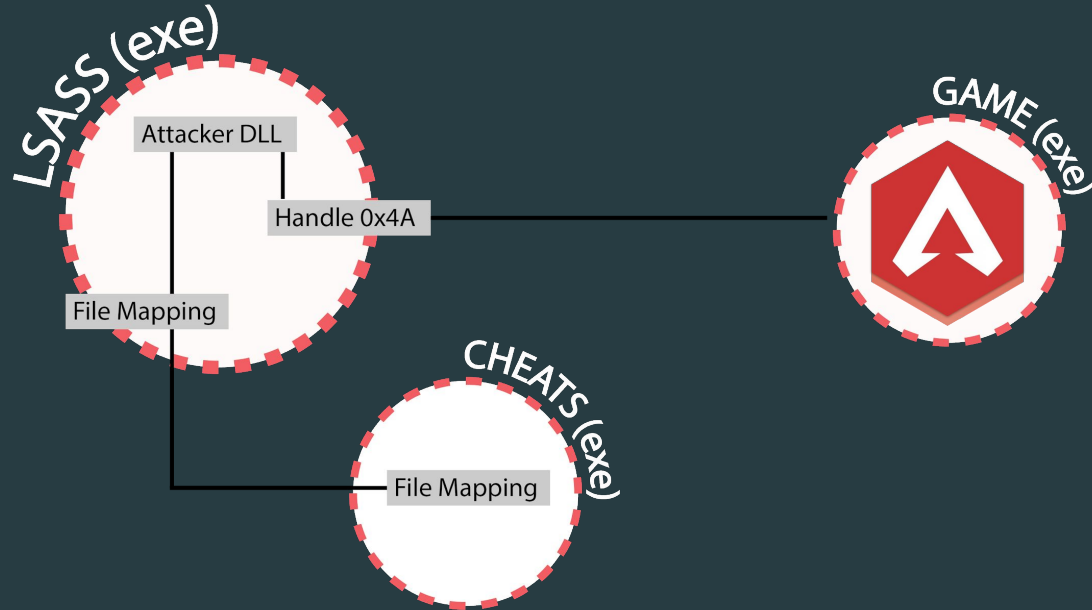 LSASS (exe)
Attacker DLL
Handle 0x4A
File Mapping
GAME (exe)
CHEATS (exe)
File Mapping